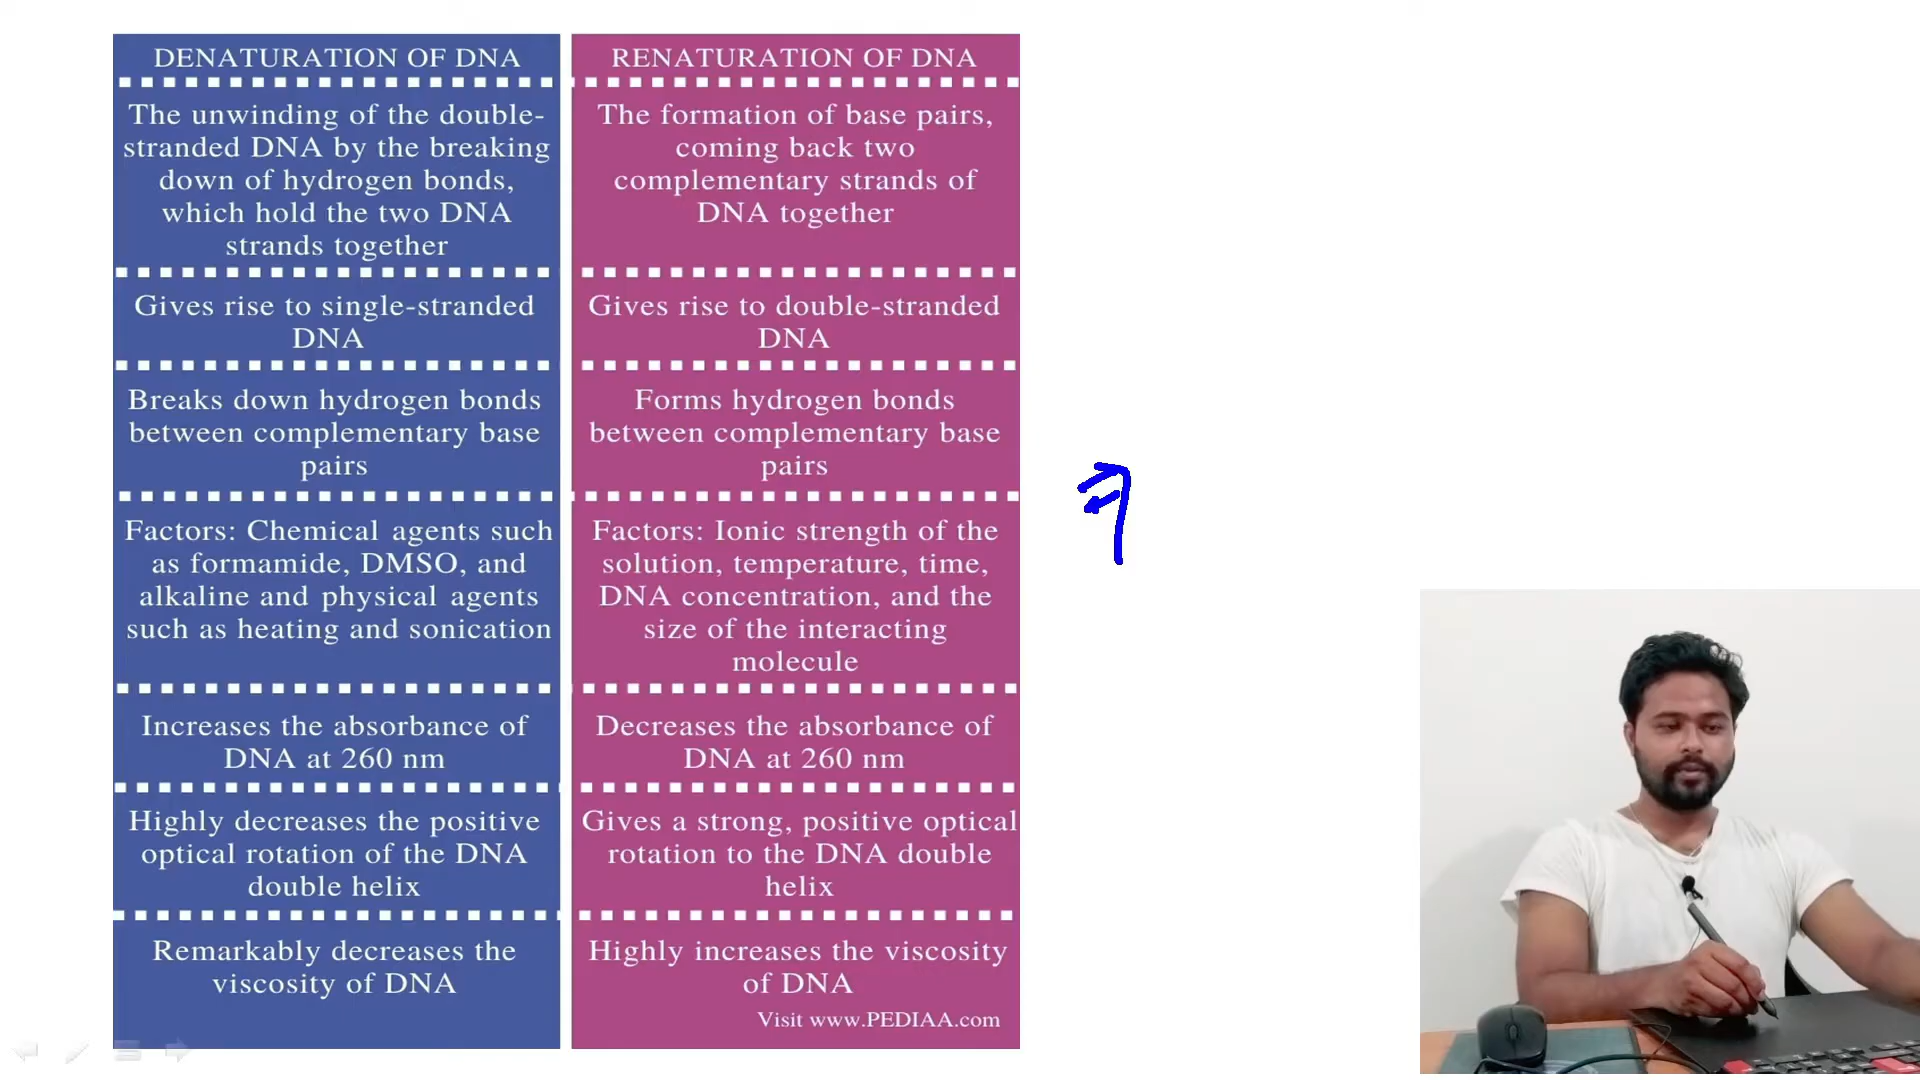 DENATURATION OF DNA
The unwinding of the double-
stranded DNA by the breaking
down of hydrogen bonds,
which hold the two DNA
strands together
Gives rise to single-stranded
DNA
Breaks down hydrogen bonds
between complementary base
pairs
Factors: Chemical agents such
as formamide, DMSO, and
alkaline and physical agents
such as heating and sonication
Increases the absorbance of
DNA at 260 nm
Highly decreases the positive
optical rotation of the DNA
double helix
Remarkably decreases the
viscosity of DNA
RENATURATION OF DNA
The formation of base pairs,
coming back two
complementary strands of
DNA together
Gives rise to double-stranded
DNA
Forms hydrogen bonds
between complementary base
pairs
Factors: Ionic strength of the
solution, temperature, time,
DNA concentration, and the
size of the interacting
molecule
Decreases the absorbance of
DNA at 260 nm
Gives a strong, positive optical
rotation to the DNA double
helix
Highly increases the viscosity
of DNA
Visit www.PEDIAA.com